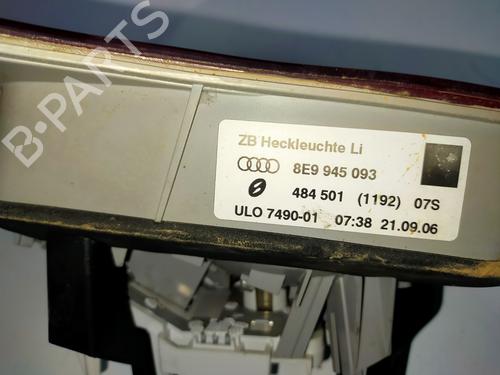 B-PARTS
ZB Heckleuchte Li
8E9 945 093
484 501 (1192) 07S
ULO 7490-01 07:38 21.09.06